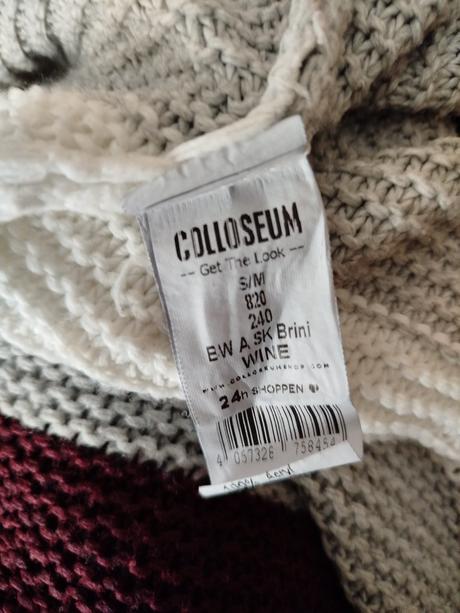 COLLOSEUM
-- Get The Look --
S/M
820
240
BW A SK Brini
WINE
WWW.COLLOSEUMSHOP.COM
24h SHOPPEN
4 057326 758454